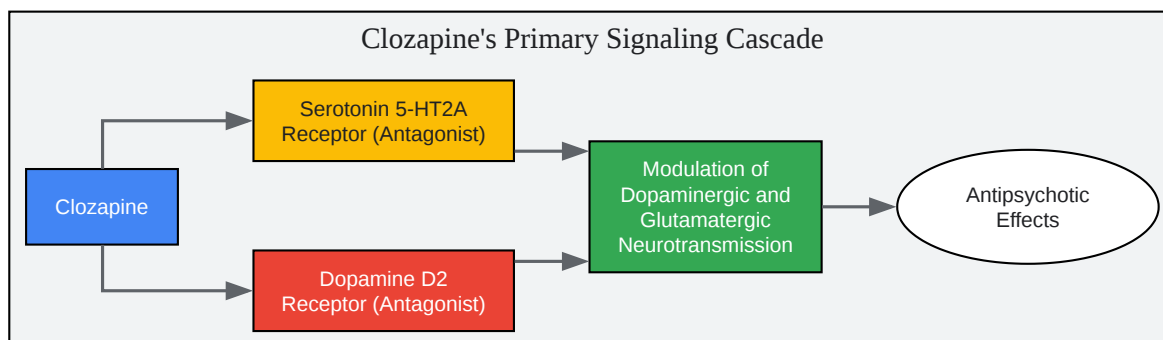 Clozapine's Primary Signaling Cascade
Serotonin 5-HT2A
Receptor (Antagonist)
Clozapine
Dopamine D2
Receptor (Antagonist)
Modulation of
Dopaminergic and
Glutamatergic
Neurotransmission
Antipsychotic
Effects